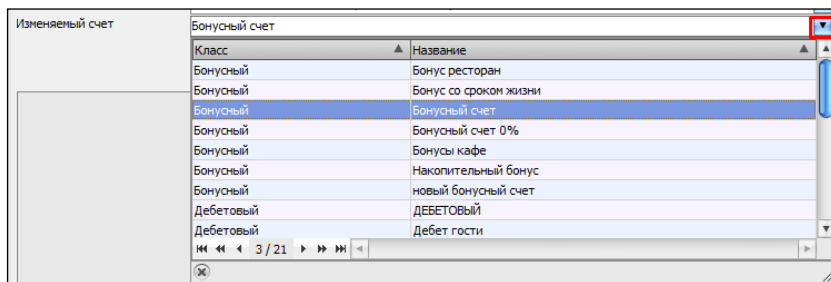 Изменяемый счет
Бонусный счет
Класс Название
Бонусный Бонус ресторан
Бонусный Бонус со сроком жизни
Бонусный Бонусный счет
Бонусный Бонусный счет 0%
Бонусный Бонусы кафе
Бонусный Накопительный бонус
Бонусный новый бонусный счет
Дебетовый ДЕБЕТОВЫЙ
Дебетовый Дебет гости
3 / 21